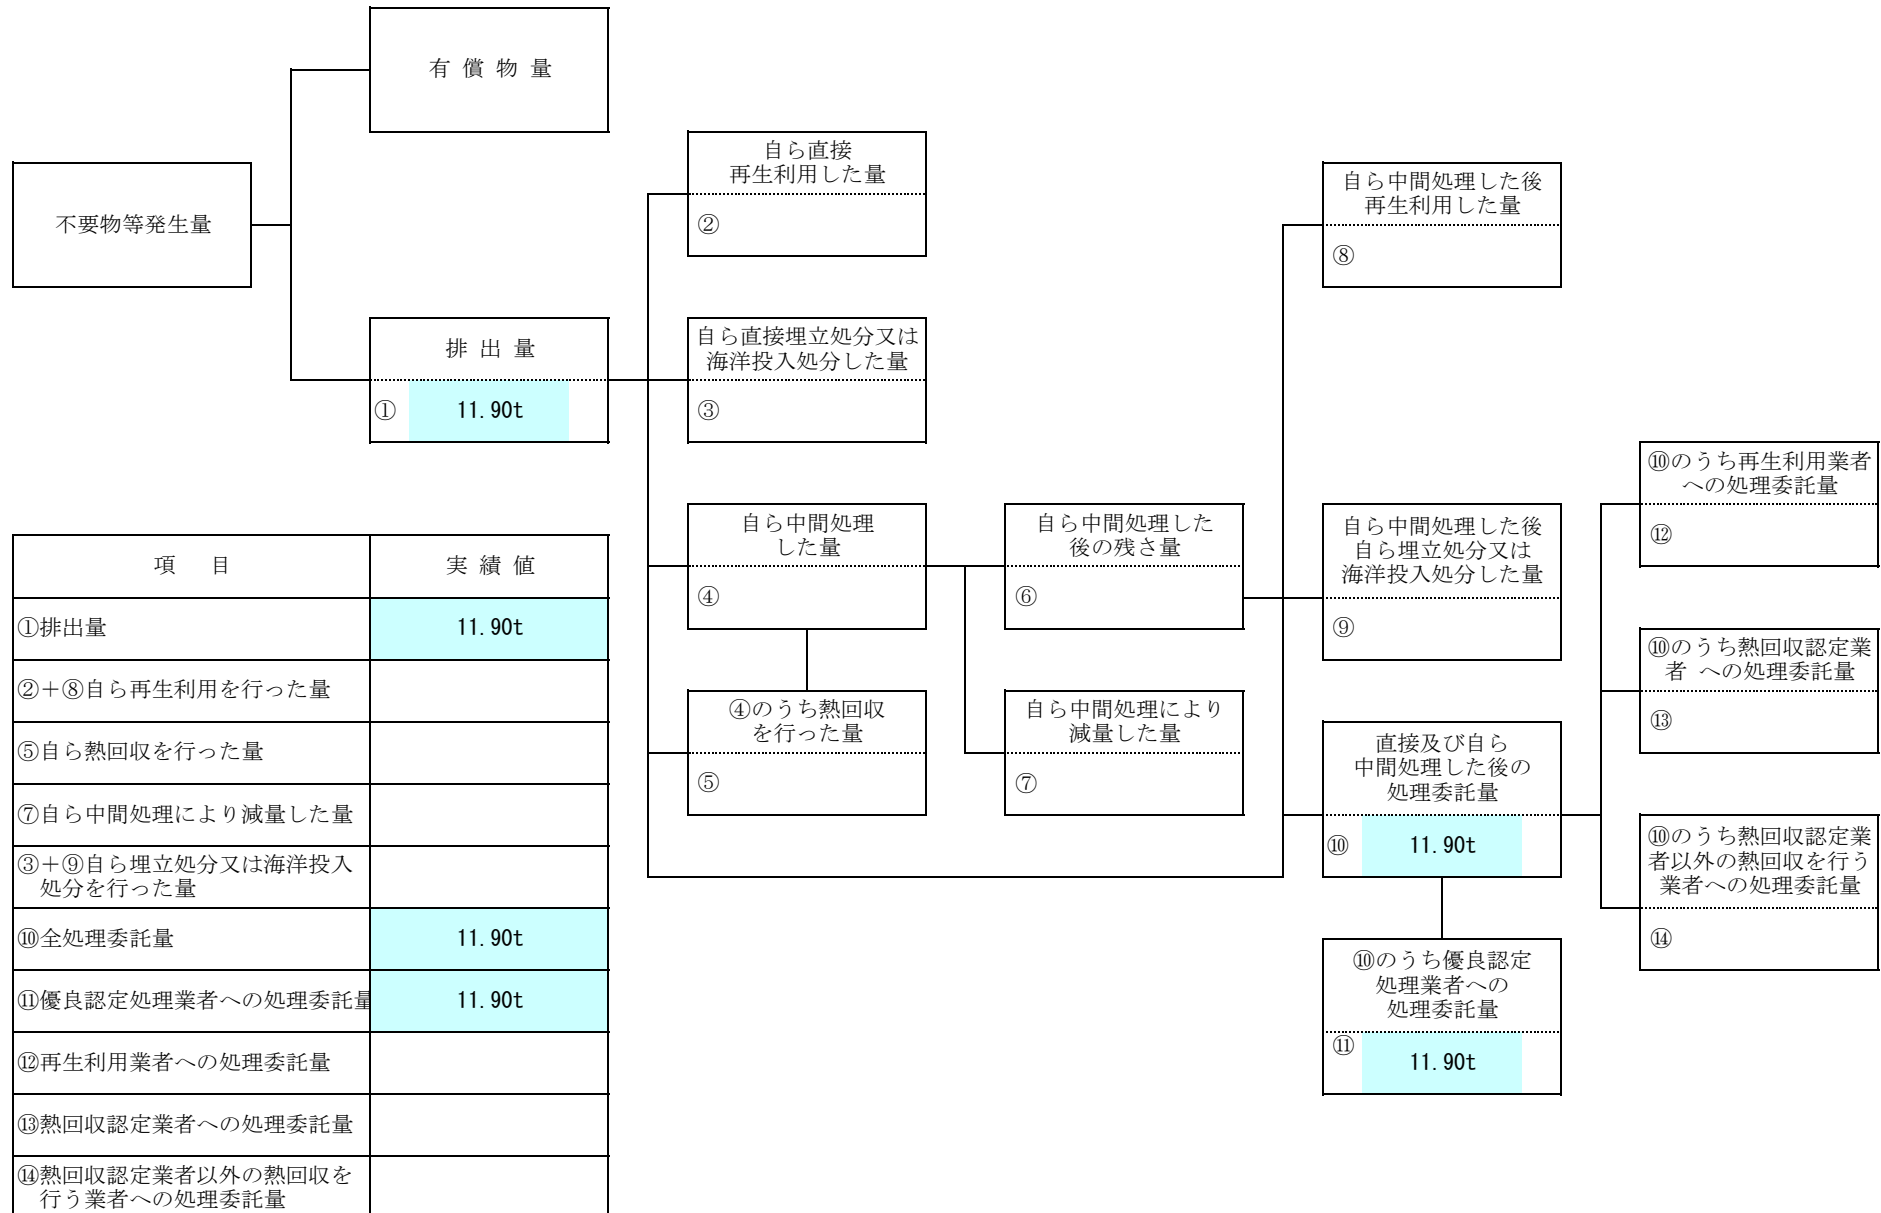 有 償 物 量
不要物等発生量
排 出 量
① 11.90t
自ら直接
再生利用した量
②
自ら直接埋立処分又は
海洋投入処分した量
③
自ら中間処理
した量
④
④のうち熱回収
を行った量
⑤
自ら中間処理した
後の残さ量
⑥
自ら中間処理により
減量した量
⑦
自ら中間処理した後
再生利用した量
⑧
自ら中間処理した後
自ら埋立処分又は
海洋投入処分した量
⑨
直接及び自ら
中間処理した後の
処理委託量
⑩ 11.90t
⑩のうち優良認定
処理業者への
処理委託量
⑪ 11.90t
⑩のうち再生利用業者
への処理委託量
⑫
⑩のうち熱回収認定業
者 への処理委託量
⑬
⑩のうち熱回収認定業
者以外の熱回収を行う
業者への処理委託量
⑭
項 目 実 績 値
①排出量 11.90t
②＋⑧自ら再生利用を行った量
⑤自ら熱回収を行った量
⑦自ら中間処理により減量した量
③＋⑨自ら埋立処分又は海洋投入
処分を行った量
⑩全処理委託量 11.90t
⑪優良認定処理業者への処理委託量 11.90t
⑫再生利用業者への処理委託量
⑬熱回収認定業者への処理委託量
⑭熱回収認定業者以外の熱回収を
行う業者への処理委託量